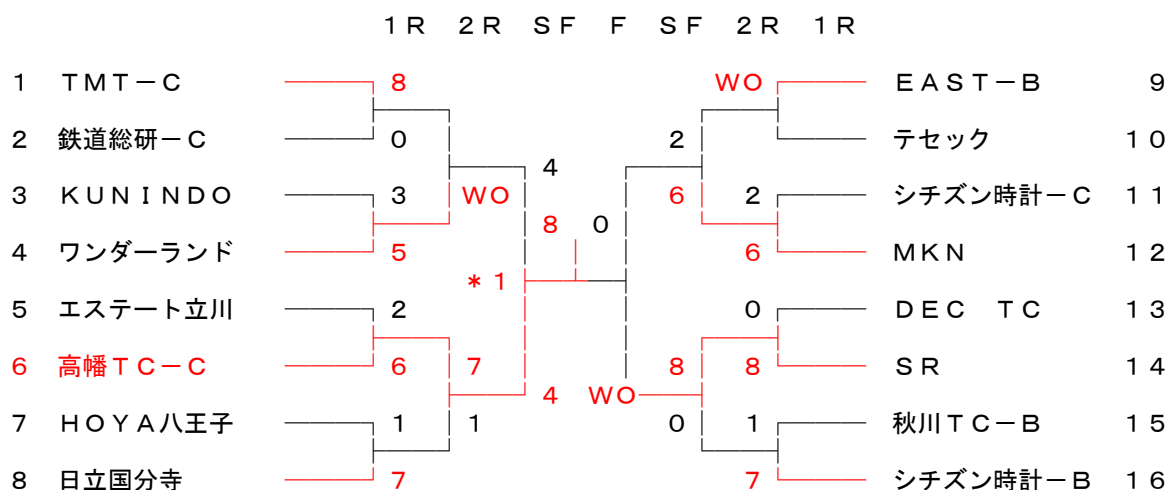 １Ｒ ２Ｒ ＳＦ Ｆ ＳＦ ２Ｒ １Ｒ
1 ＴＭＴ－Ｃ 8 ＷＯ ＥＡＳＴ－Ｂ 9
2 鉄道総研－Ｃ 0 2 テセック １０
4
3 ＫＵＮＩＮＤＯ 3 ＷＯ 6 2 シチズン時計－Ｃ １１
8 0
4 ワンダーランド 5 6 ＭＫＮ １２
＊１
5 エステート立川 2 0 ＤＥＣ　ＴＣ １３
6 高幡ＴＣ－Ｃ 6 7 8 8 ＳＲ １４
4 ＷＯ
7 ＨＯＹＡ八王子 1 1 0 1 秋川ＴＣ－Ｂ １５
8 日立国分寺 7 7 シチズン時計－Ｂ １６